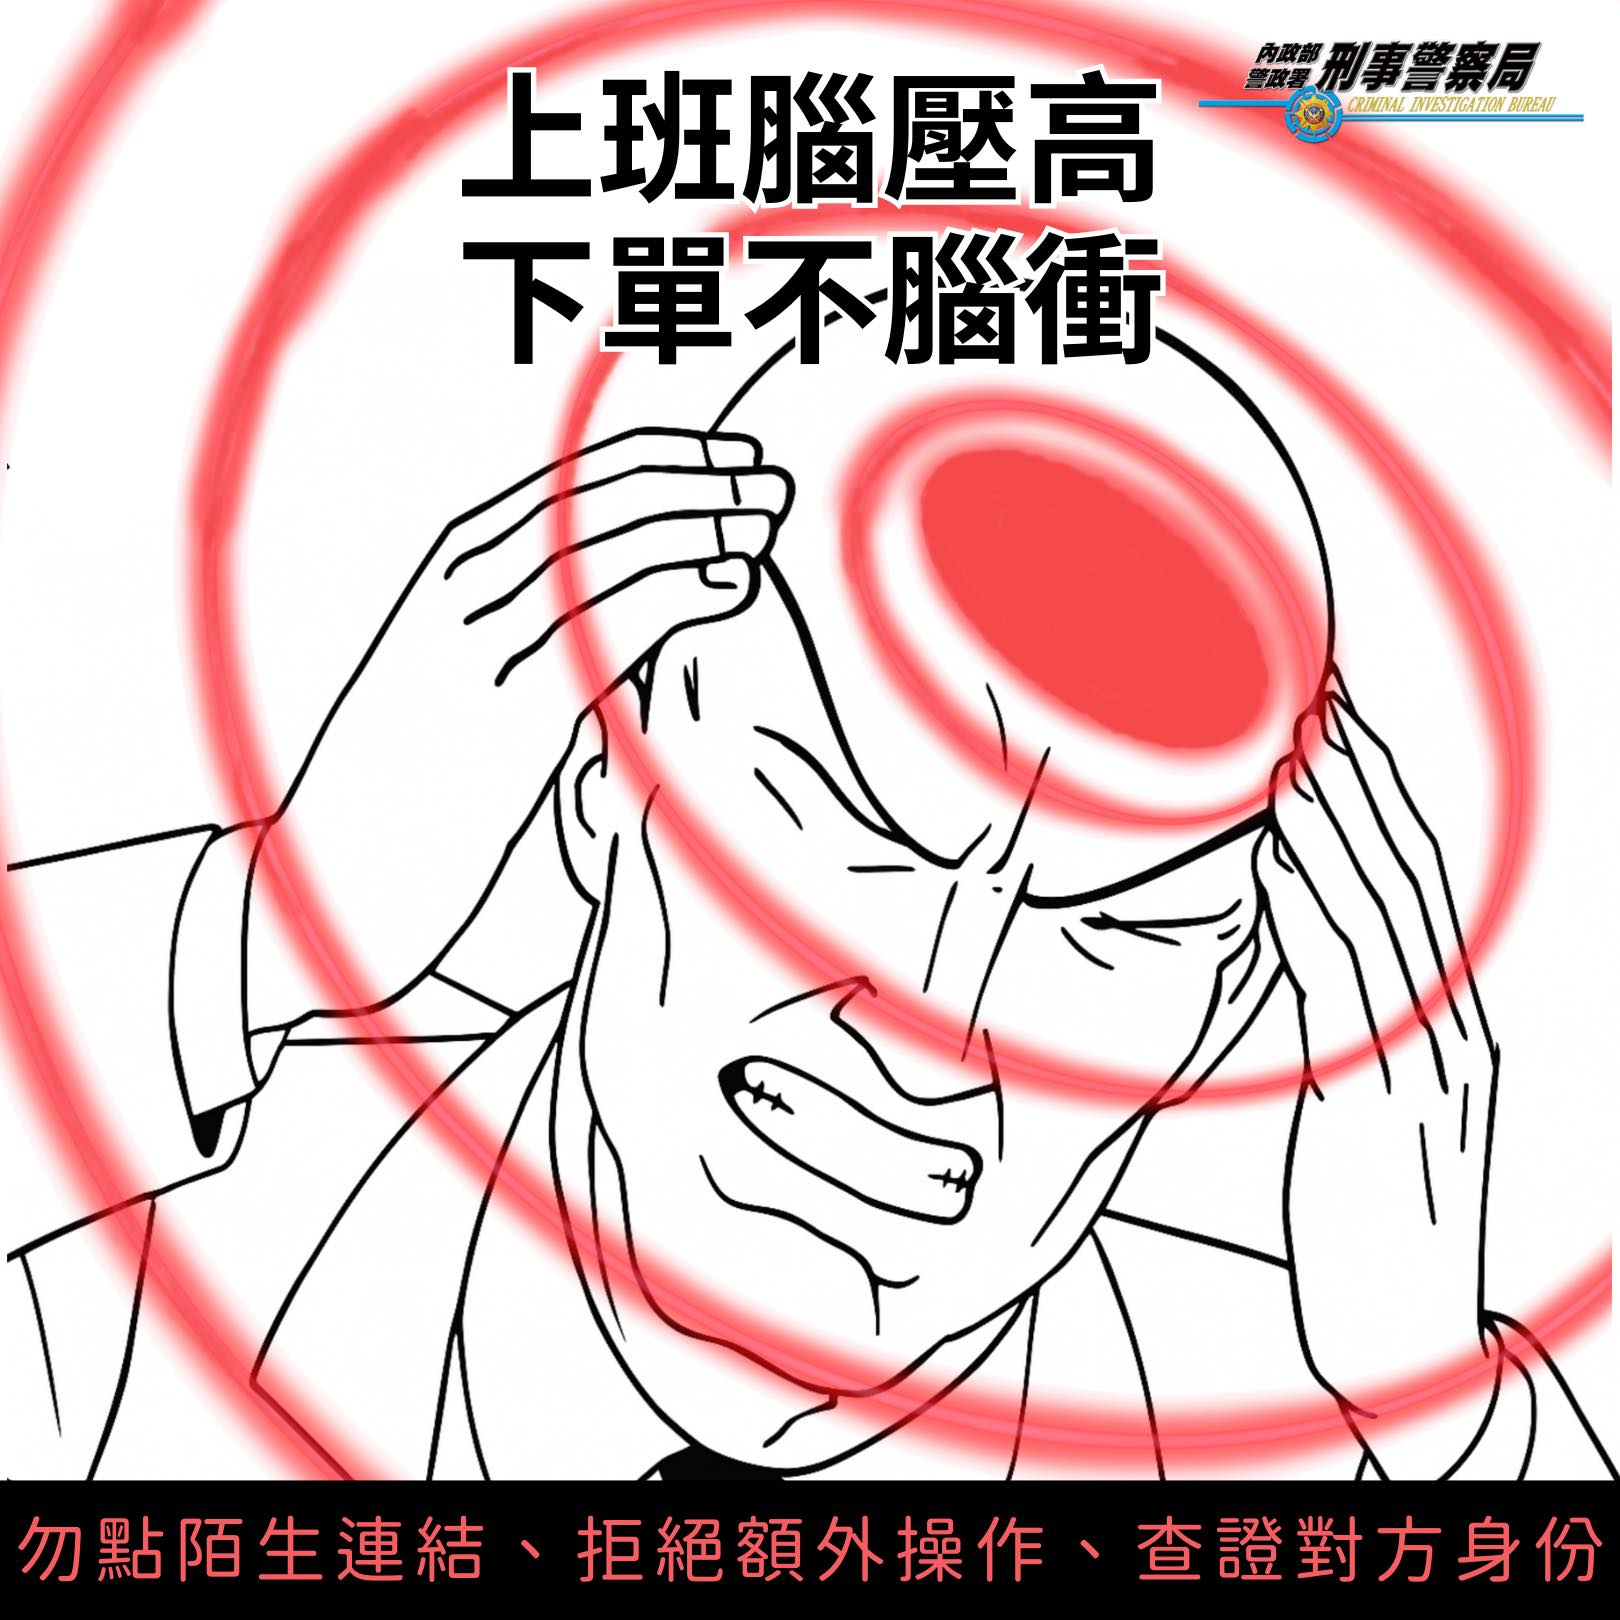 內政部
警政署 刑事警察局
CRIMINAL INVESTIGATION BUREAU
上班腦壓高
下單不腦衝
勿點陌生連結、拒絕額外操作、查證對方身份